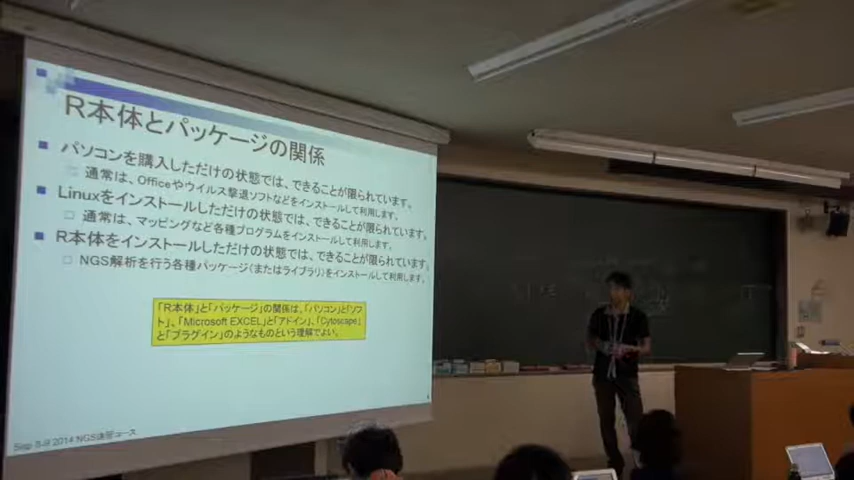 R本体とパッケージの関係
パソコンを購入しただけの状態では、できることが限られています。
通常は、Officeやウイルス撃退ソフトなどをインストールして利用します。
Linuxをインストールしただけの状態では、できることが限られています。
通常は、マッピングなど各種プログラムをインストールして利用します。
R本体をインストールしただけの状態では、できることが限られています。
NGS解析を行う各種パッケージ（またはライブラリ）をインストールして利用します。
「R本体」と「パッケージ」の関係は、「パソコン」と「ソフ
ト」、「Microsoft EXCEL」と「アドイン」、「Cytoscape」
と「プラグイン」のようなものという理解でよい。
2014 NGS速習コース